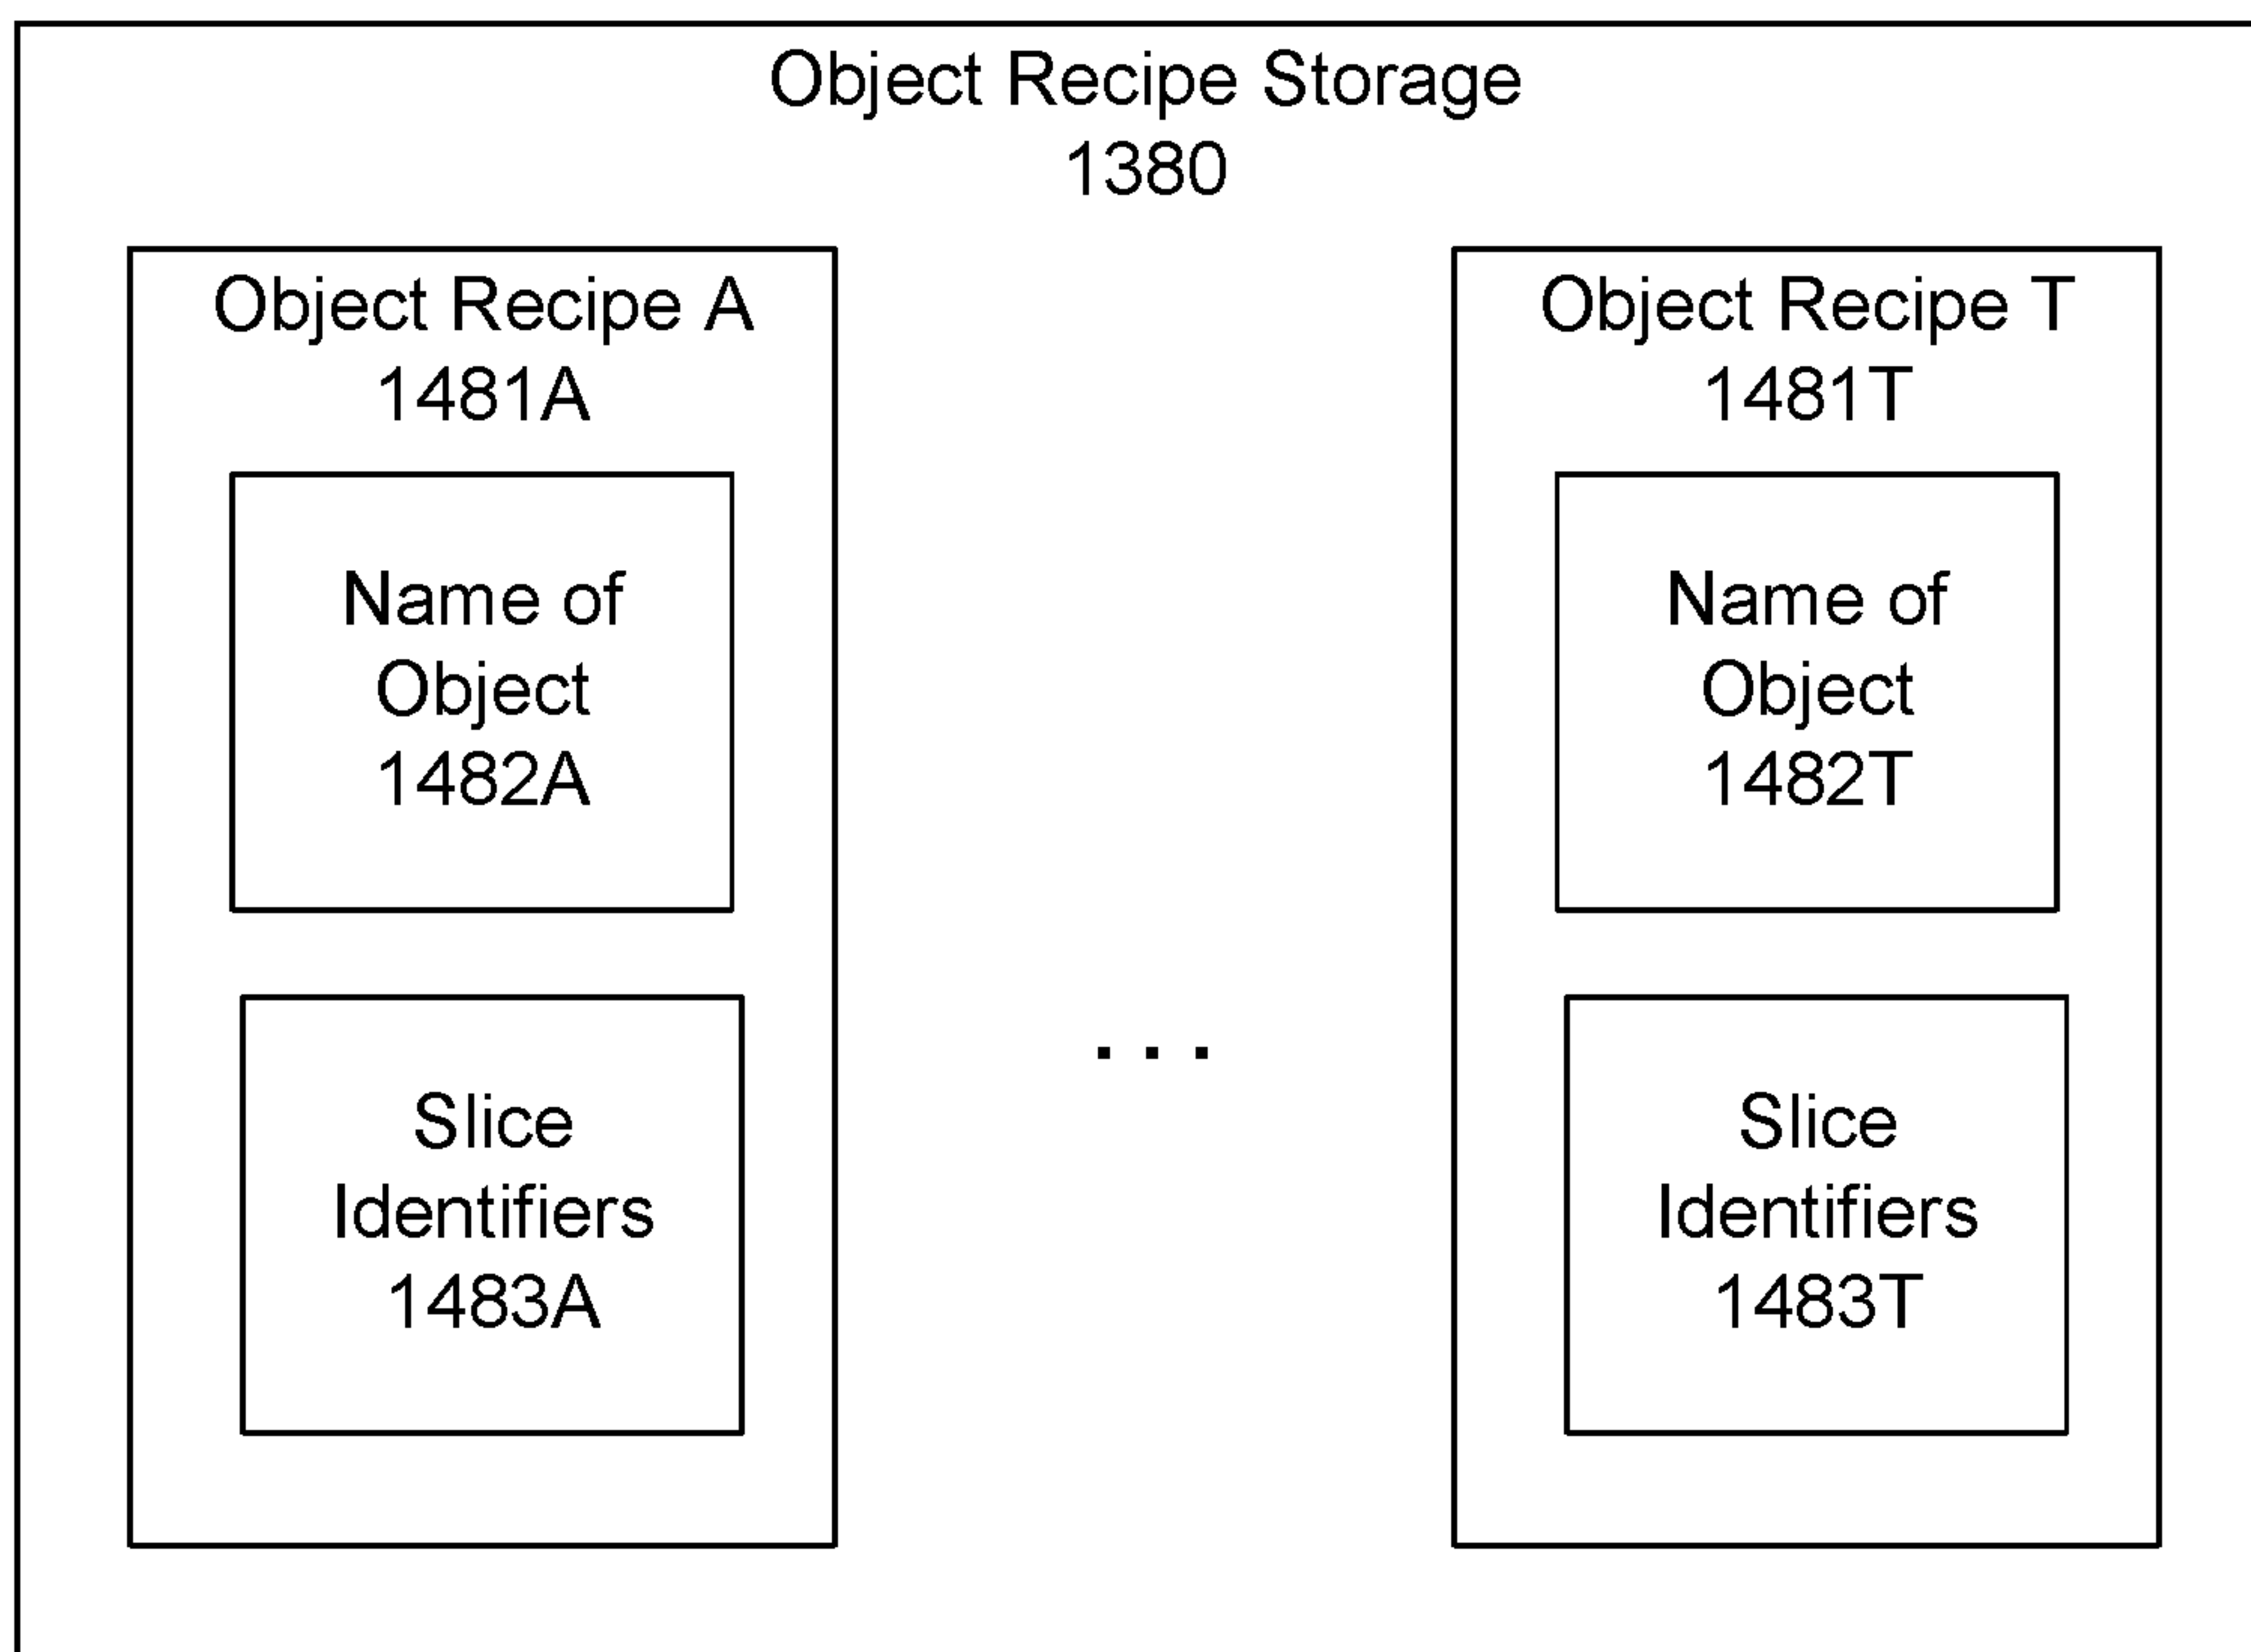 Object Recipe Storage
1380
Object Recipe A
1481A
Name of
Object
1482A
Slice
Identifiers
1483A
. . .
Object Recipe T
1481T
Name of
Object
1482T
Slice
Identifiers
1483T